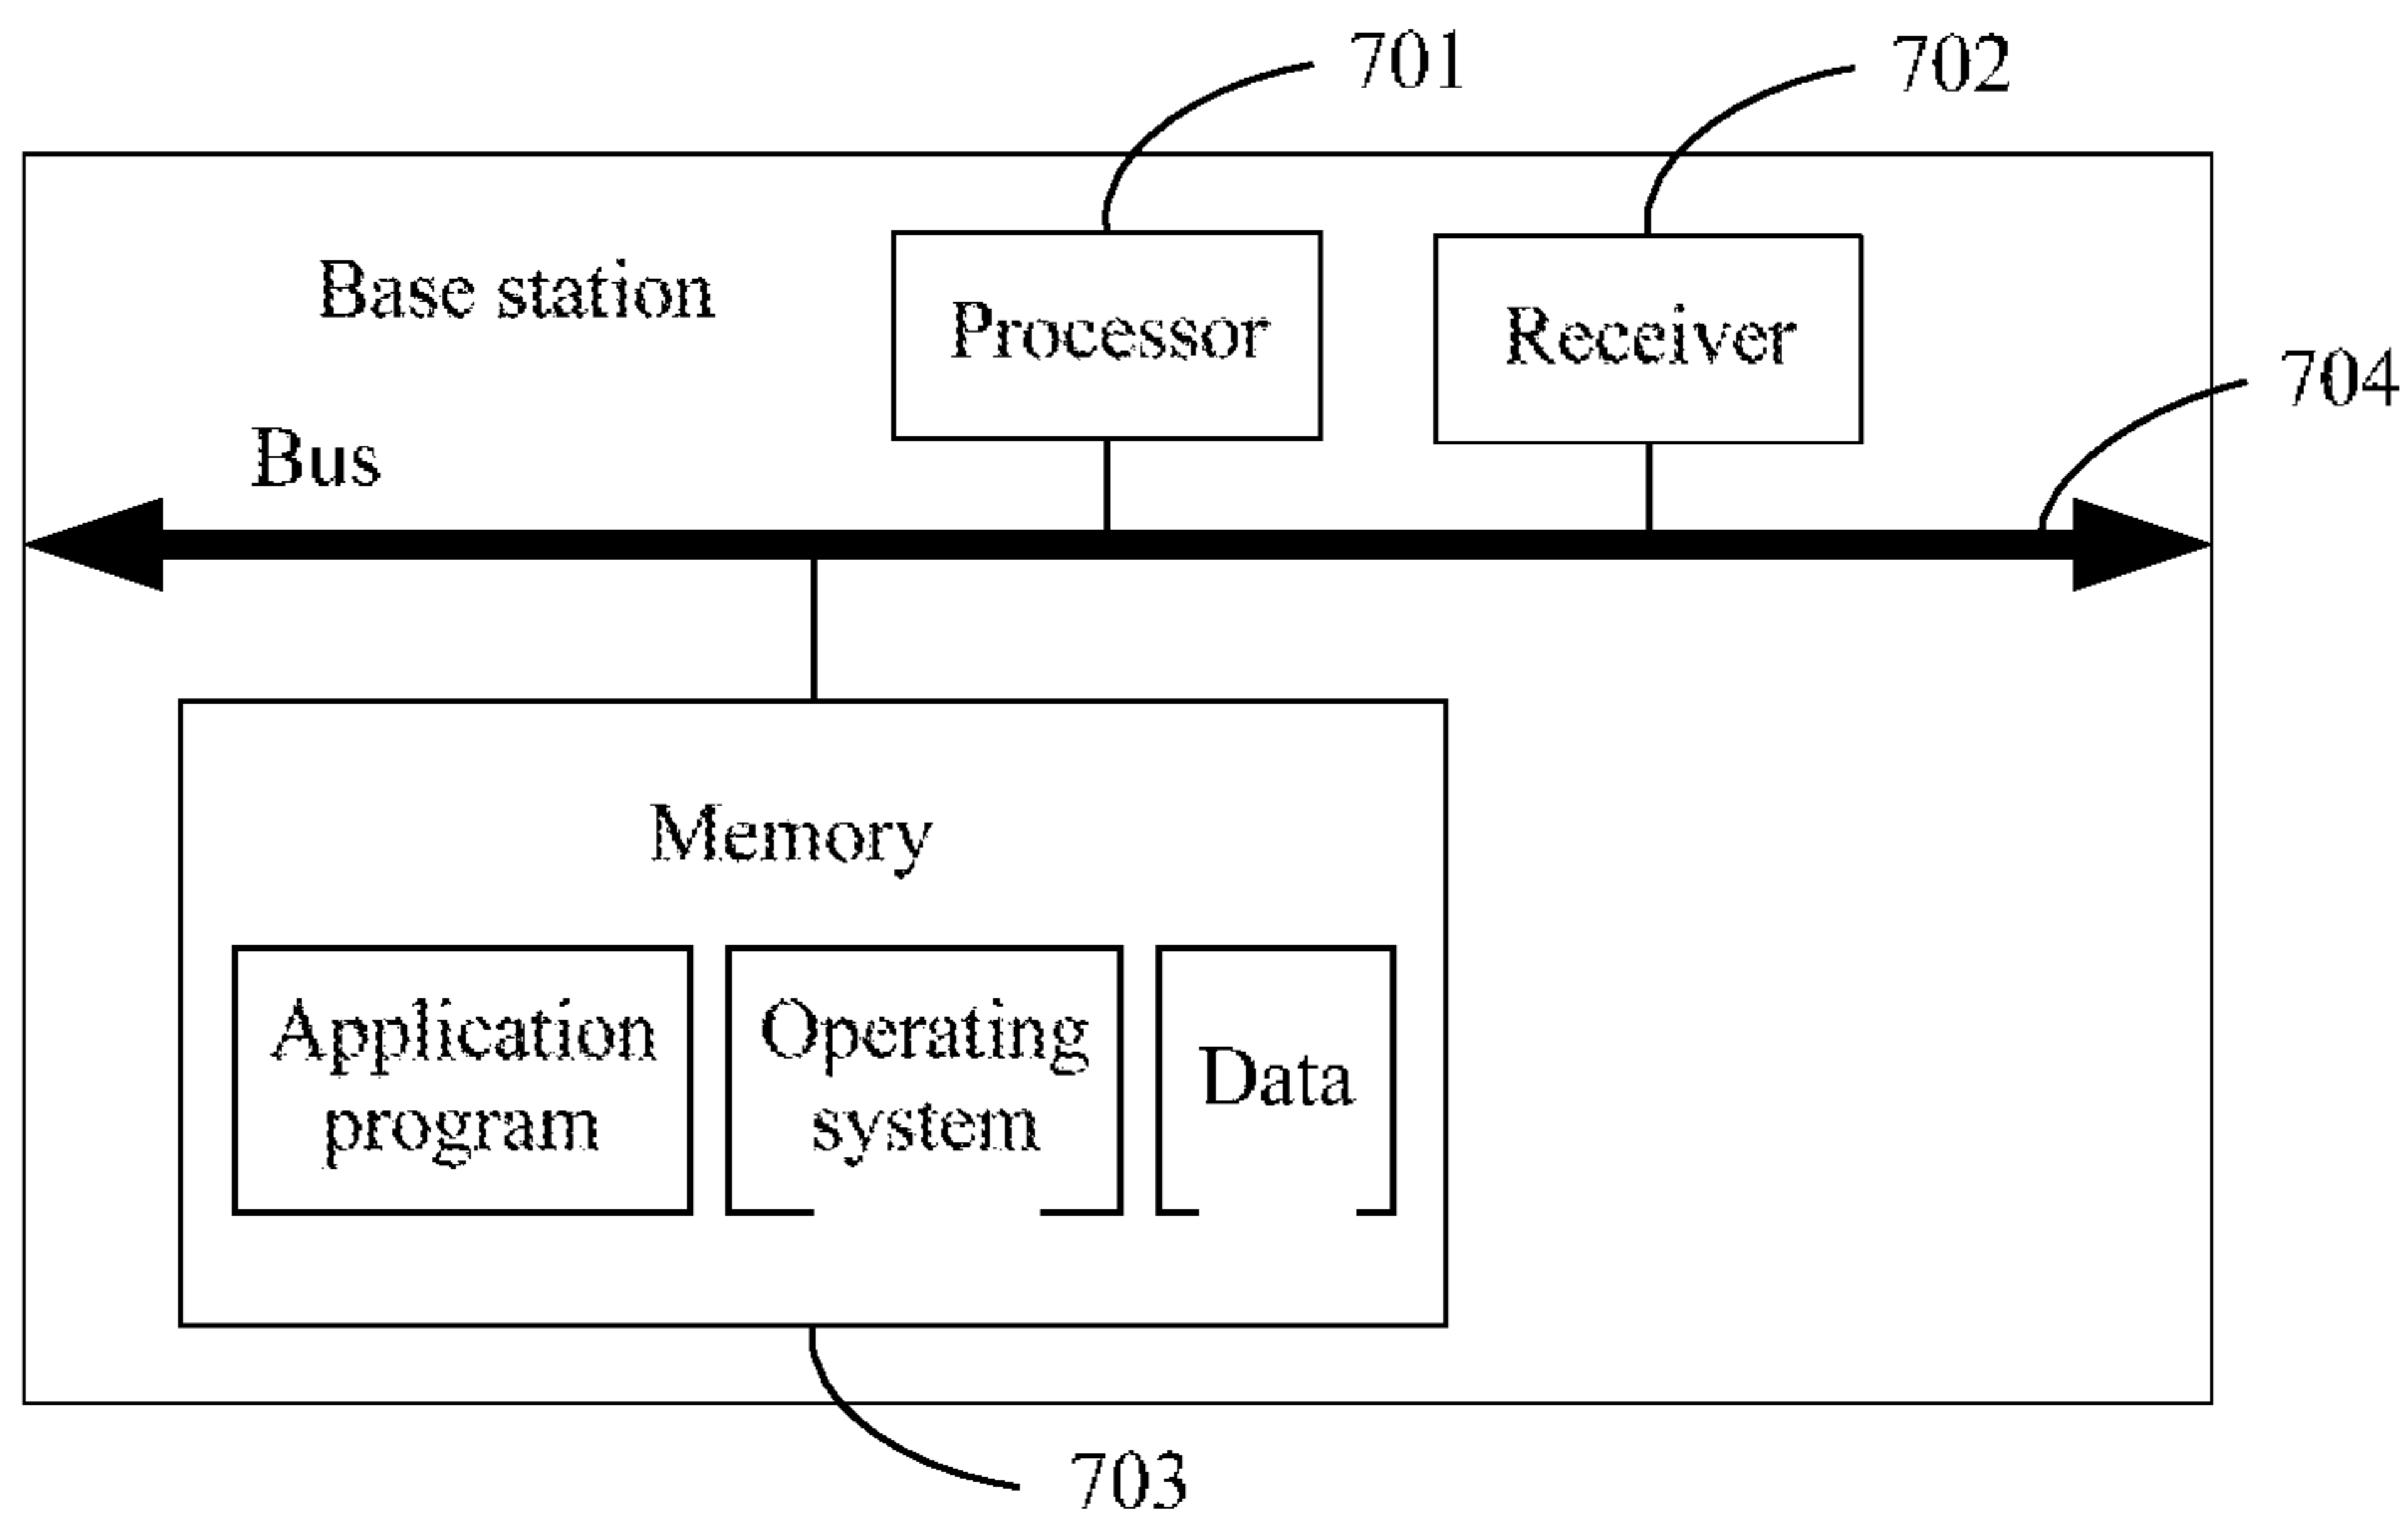 701
702
Base station
Processor
Receiver
704
Bus
Memory
Application
program
Operating
system
Data
703